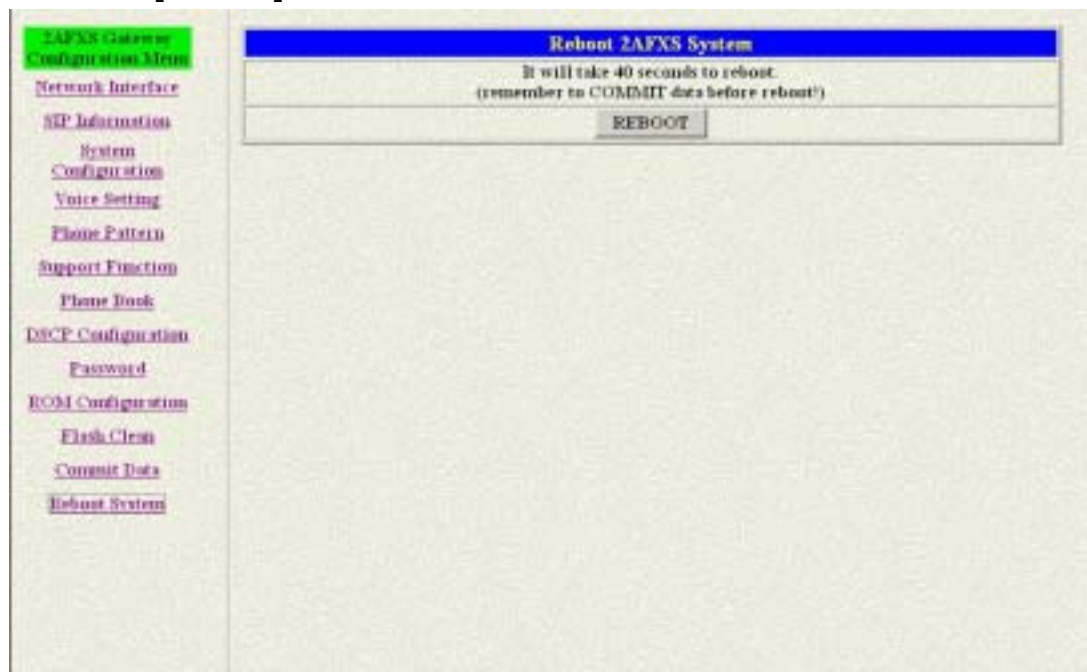 2AFXS Gateway
Configuration Menu
Network Interface
SIP Information
System
Configuration
Voice Setting
Phone Pattern
Support Function
Phone Book
DSCP Configuration
Password
ROM Configuration
Flash Clean
Commit Data
Reboot System
Reboot 2AFXS System
It will take 40 seconds to reboot.
(remember to COMMIT data before reboot!)
REBOOT